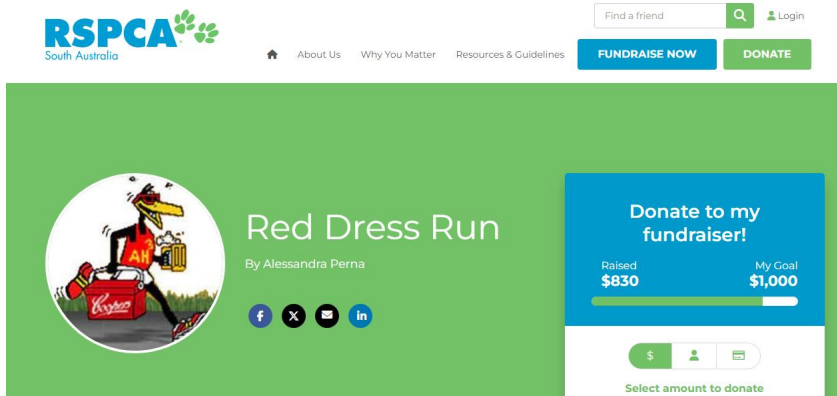 Find a friend
Login
RSPCA
South Australia
About Us
Why You Matter
Resources & Guidelines
FUNDRAISE NOW
DONATE
AH3
Coopers
Red Dress Run
By Alessandra Perna
Donate to my
fundraiser!
Raised
My Goal
$830
$1,000
$
Select amount to donate